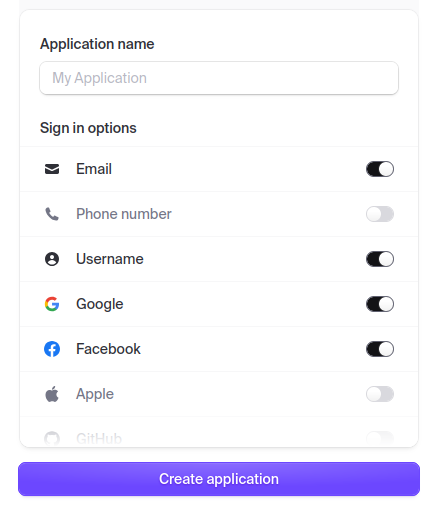 Application name
My Application
Sign in options
Email
Phone number
Username
Google
Facebook
Apple
GitHub
Create application